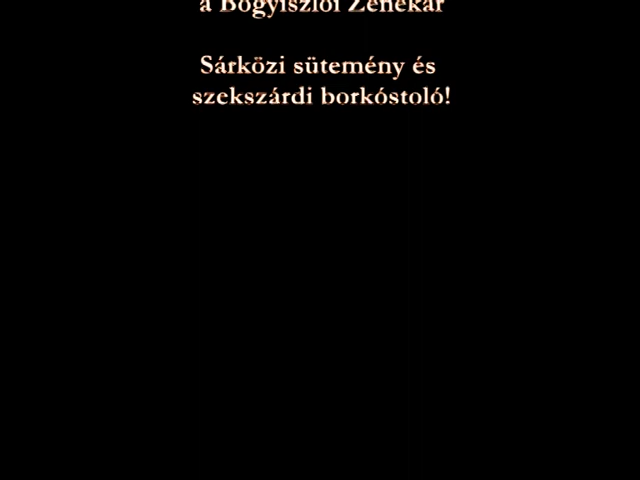 a Bogyiszlói Zenekar
Sárközi sütemény és
szekszárdi borkóstoló!